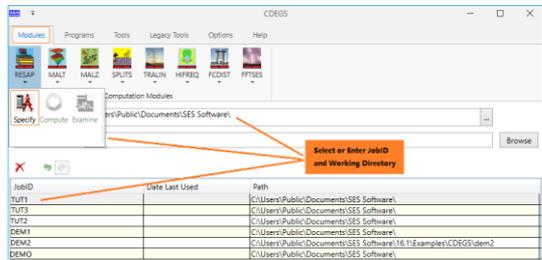 CDEGS
Modules Programs Tools Legacy Tools Options Help
RESAP MALT MALZ SPLITS TRALIN HIFREQ FCDIST FFTSES
Computation Modules
Specify Compute Examine
ers\Public\Documents\SES Software\ ...
Browse
Select or Enter JobID
and Working Directory
JobID Date Last Used Path
TUT1 C:\Users\Public\Documents\SES Software\
TUT3 C:\Users\Public\Documents\SES Software\
TUT2 C:\Users\Public\Documents\SES Software\
DEM1 C:\Users\Public\Documents\SES Software\
DEM2 C:\Users\Public\Documents\SES Software\16.1\Examples\CDEGS\dem2
DEMO C:\Users\Public\Documents\SES Software\